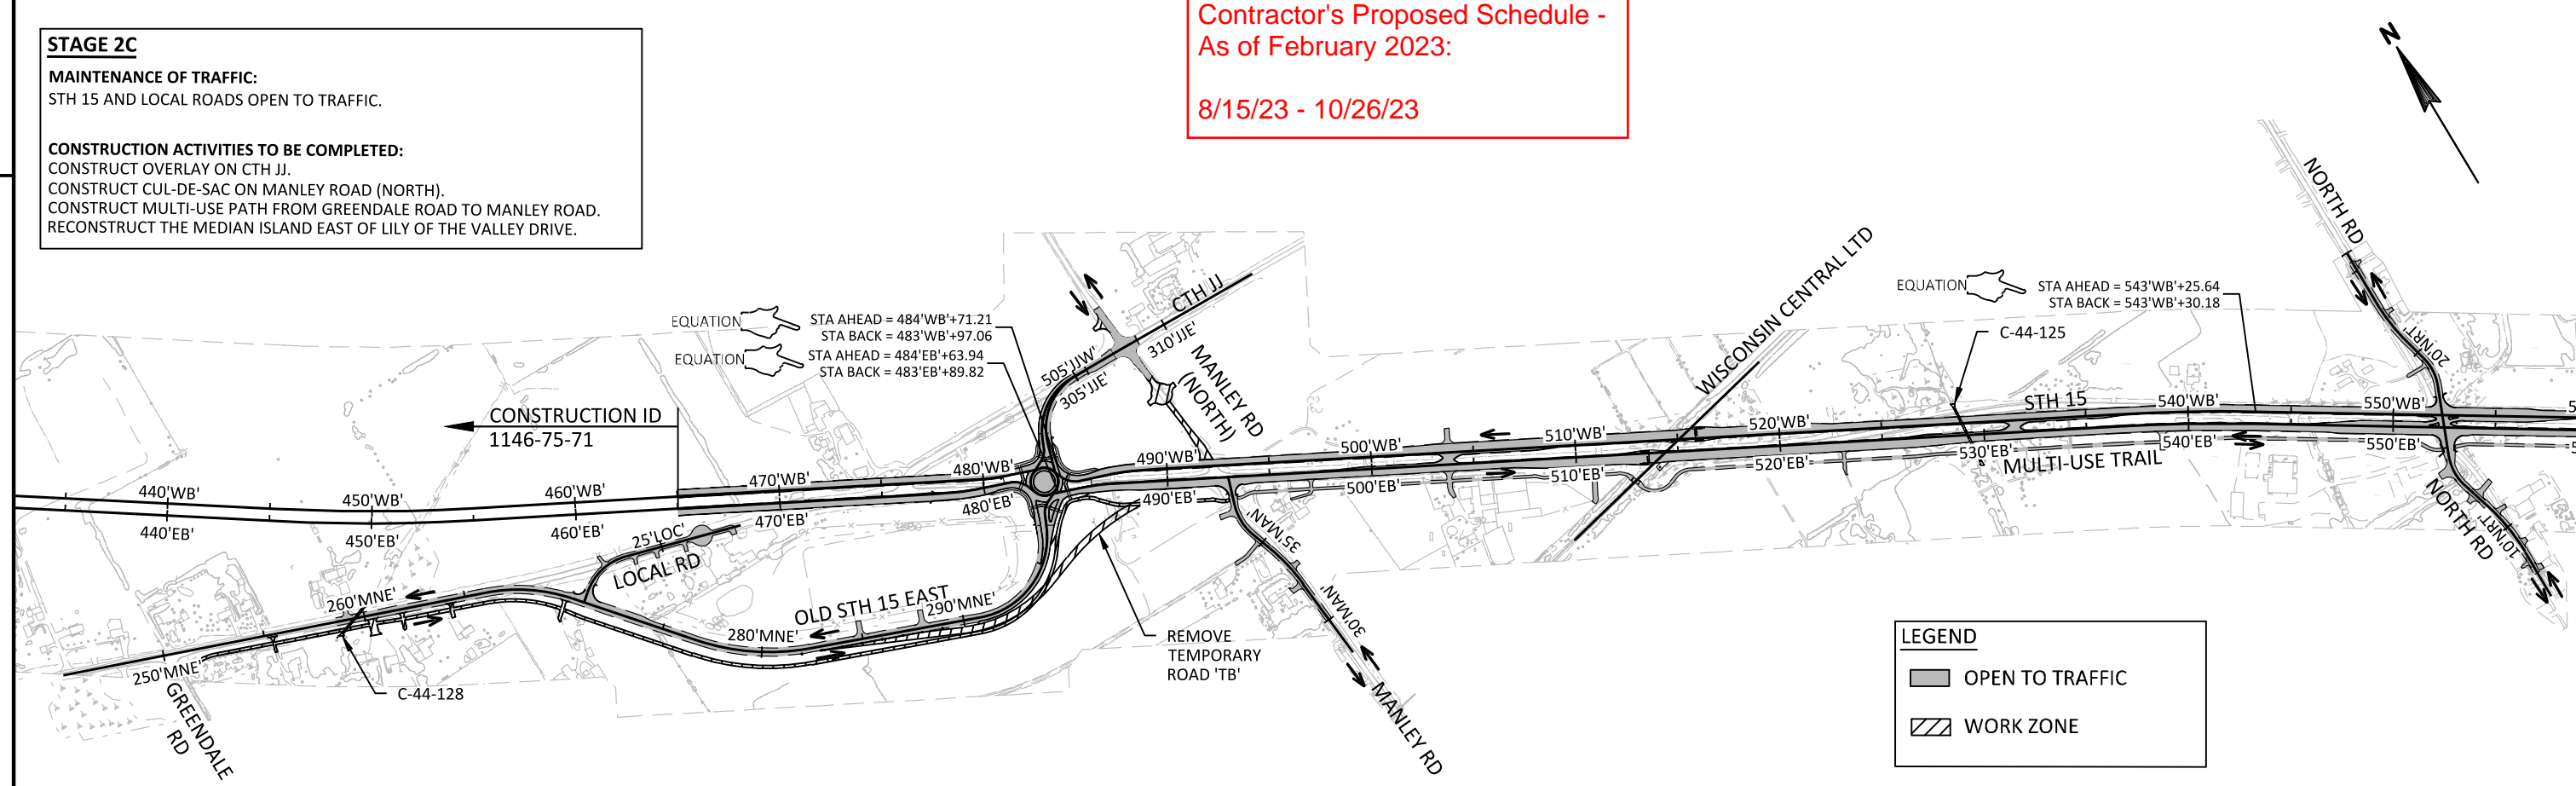 Contractor's Proposed Schedule -
As of February 2023:
8/15/23 - 10/26/23
STAGE 2C
MAINTENANCE OF TRAFFIC:
STH 15 AND LOCAL ROADS OPEN TO TRAFFIC.
CONSTRUCTION ACTIVITIES TO BE COMPLETED:
CONSTRUCT OVERLAY ON CTH JJ.
CONSTRUCT CUL-DE-SAC ON MANLEY ROAD (NORTH).
CONSTRUCT MULTI-USE PATH FROM GREENDALE ROAD TO MANLEY ROAD.
RECONSTRUCT THE MEDIAN ISLAND EAST OF LILY OF THE VALLEY DRIVE.
N
NORTH RD
WISCONSIN CENTRAL LTD
EQUATION
STA AHEAD = 543'WB'+25.64
STA BACK = 543'WB'+30.18
C-44-125
EQUATION
STA AHEAD = 484'WB'+71.21
STA BACK = 483'WB'+97.06
EQUATION
STA AHEAD = 484'EB'+63.94
STA BACK = 483'EB'+89.82
CTH JJ
310'JJE'
505'JJW'
305'JJE'
MANLEY RD
(NORTH)
20'NRT'
CONSTRUCTION ID
1146-75-71
STH 15
440'WB'
450'WB'
460'WB'
470'WB'
480'WB'
490'WB'
500'WB'
510'WB'
520'WB'
540'WB'
550'WB'
5
440'EB'
450'EB'
460'EB'
470'EB'
480'EB'
490'EB'
500'EB'
510'EB'
520'EB'
530'EB'
540'EB'
550'EB'
5
MULTI-USE TRAIL
25'LOC'
LOCAL RD
35'MAN'
30'MAN'
MANLEY RD
NORTH RD
10'NRT'
OLD STH 15 EAST
250'MNE'
260'MNE'
280'MNE'
290'MNE'
REMOVE
TEMPORARY
ROAD 'TB'
C-44-128
GREENDALE
RD
LEGEND
OPEN TO TRAFFIC
WORK ZONE